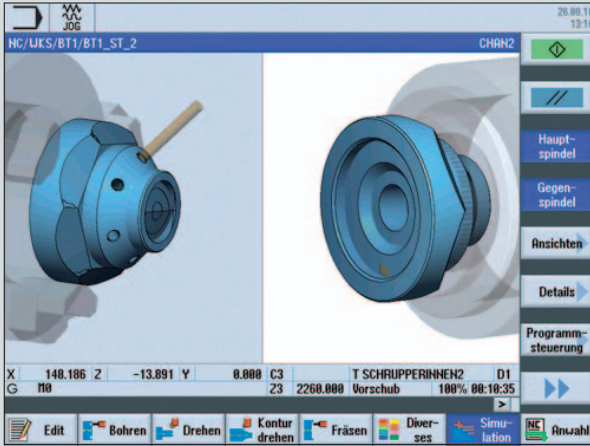 JOG
26.08.1
13:1
NC/WKS/BT1/BT1_ST_2
CHAN2
Haupt-
spindel
Gegen-
spindel
Ansichten
Details
Programm-
steuerung
X 148.186 Z -13.891 Y 0.000 C3 T SCHRUPPERINNEN2 D1
G M0 Z3 2260.000 Vorschub 100% 00:10:35
>
Edit
Bohren
Drehen
Kontur
drehen
Fräsen
Diver-
ses
Simu-
lation
NC Anwahl